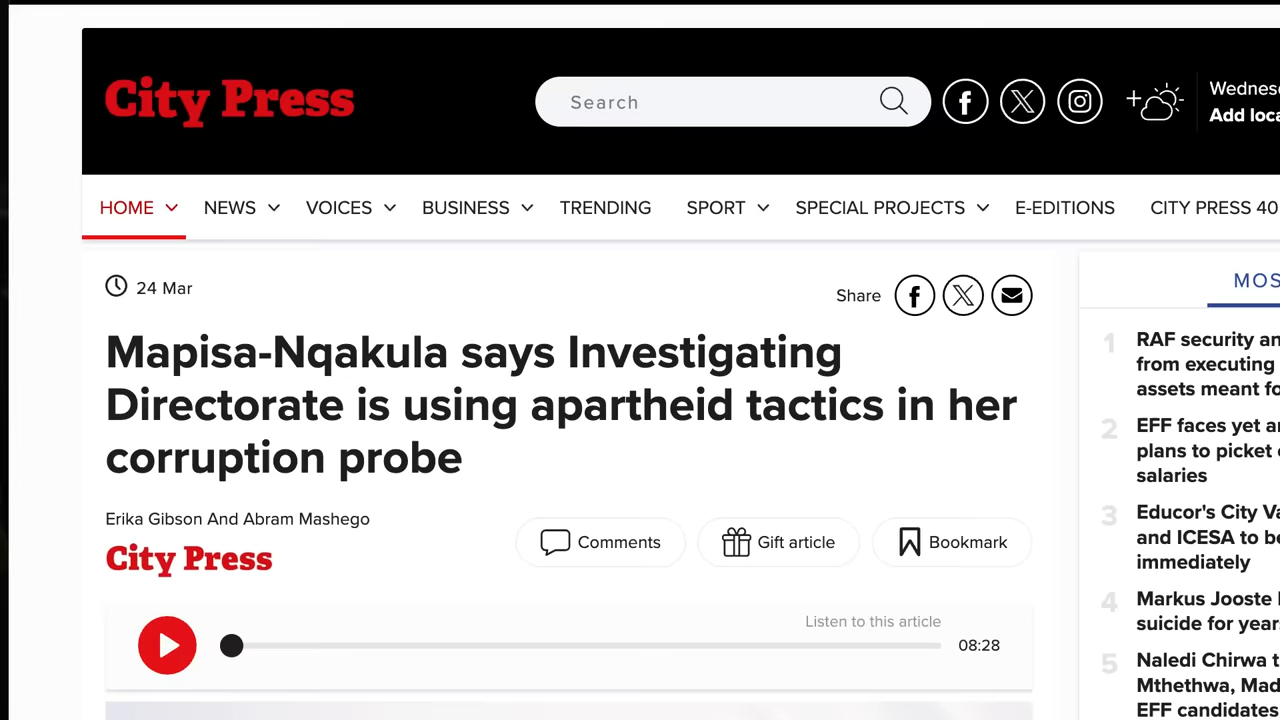 City Press
Search
Wednes
Add loca
HOME
NEWS
VOICES
BUSINESS
TRENDING
SPORT
SPECIAL PROJECTS
E-EDITIONS
CITY PRESS 40
24 Mar
Share
Mapisa-Nqakula says Investigating
Directorate is using apartheid tactics in her
corruption probe
Erika Gibson And Abram Mashego
City Press
Comments
Gift article
Bookmark
Listen to this article
08:28
MOS
1 RAF security an
from executing
assets meant fo
2 EFF faces yet an
plans to picket
salaries
3 Educor's City Va
and ICESA to be
immediately
4 Markus Jooste
suicide for year
5 Naledi Chirwa t
Mthethwa, Mad
EFF candidates